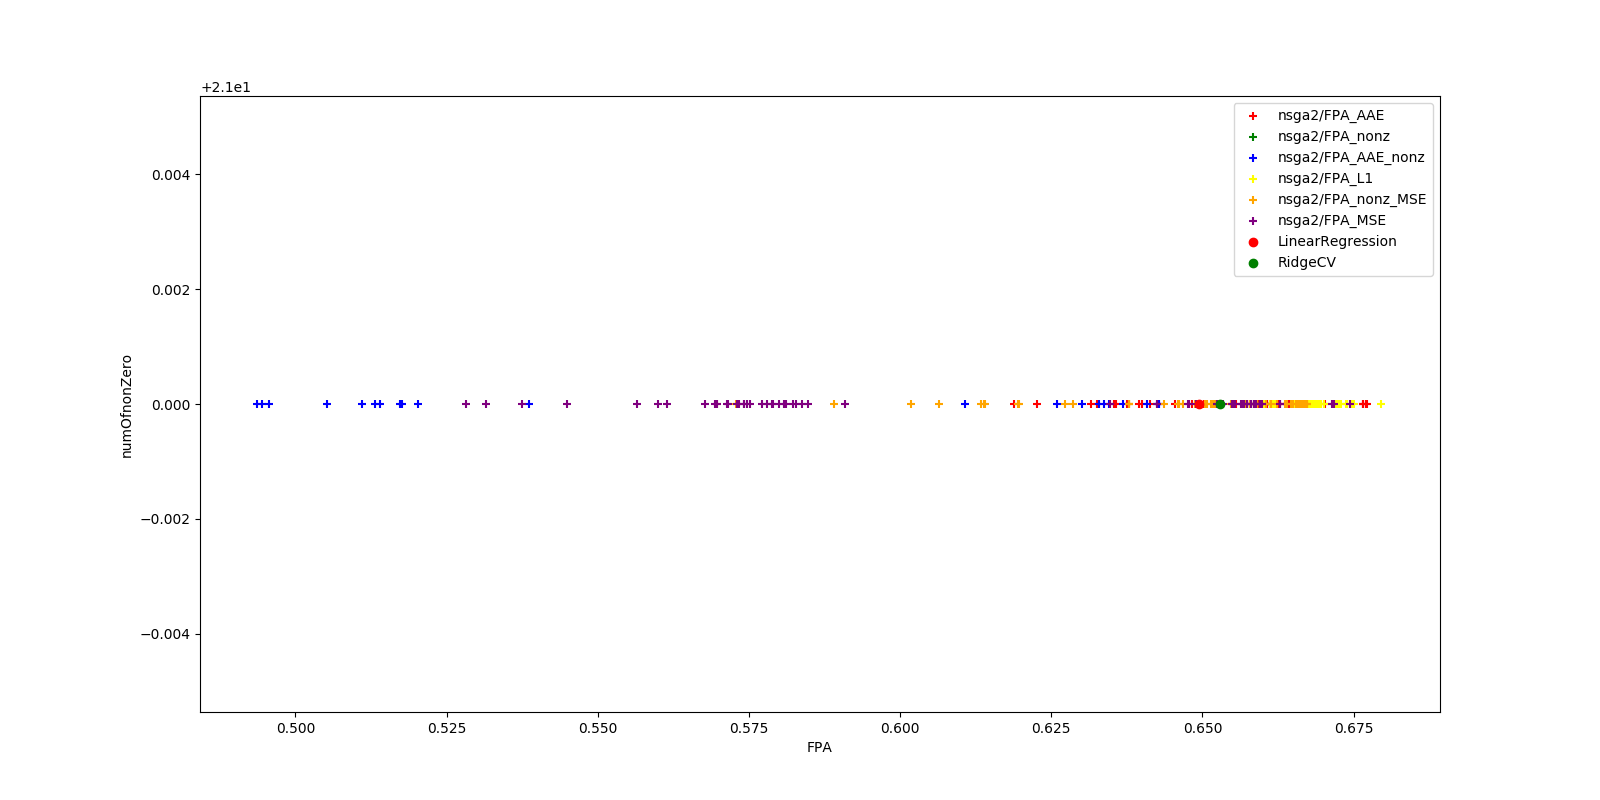 +2.1e1
nsga2/FPA_AAE
nsga2/FPA_nonz
nsga2/FPA_AAE_nonz
nsga2/FPA_L1
nsga2/FPA_nonz_MSE
nsga2/FPA_MSE
LinearRegression
RidgeCV
0.004
0.002
0.000
−0.002
−0.004
numOfnonZero
0.500 0.525 0.550 0.575 0.600 0.625 0.650 0.675
FPA